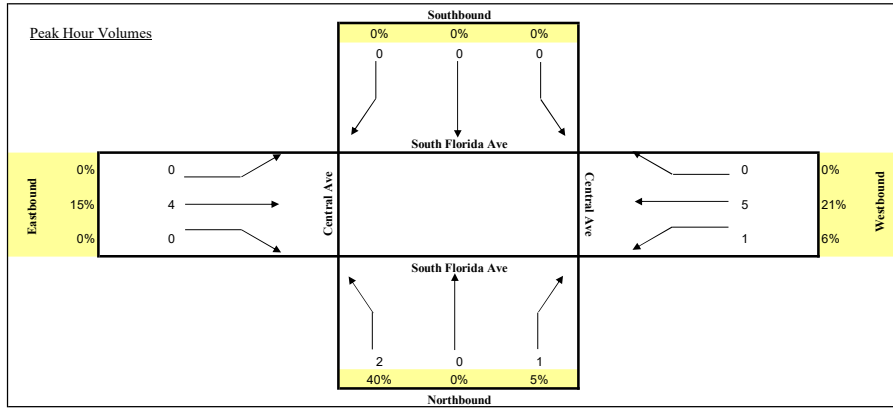 Southbound
Peak Hour Volumes
0% 0% 0%
0 0 0
South Florida Ave
Eastbound
0% 0
15% 4
0% 0
Central Ave
Central Ave
0 0%
5 21%
1 6%
Westbound
South Florida Ave
2 0 1
40% 0% 5%
Northbound